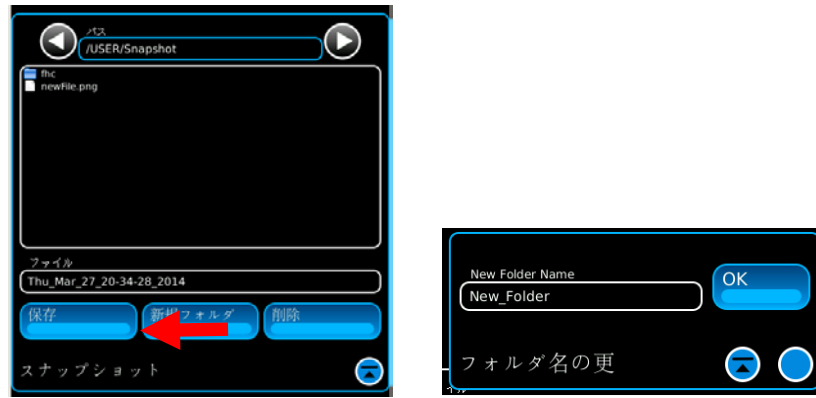 パス
/USER/Snapshot
fhc
newFile.png
ファイル
Thu_Mar_27_20-34-28_2014
保存
新規フォルダ
削除
スナップショット
New Folder Name
New_Folder
OK
フォルダ名の更